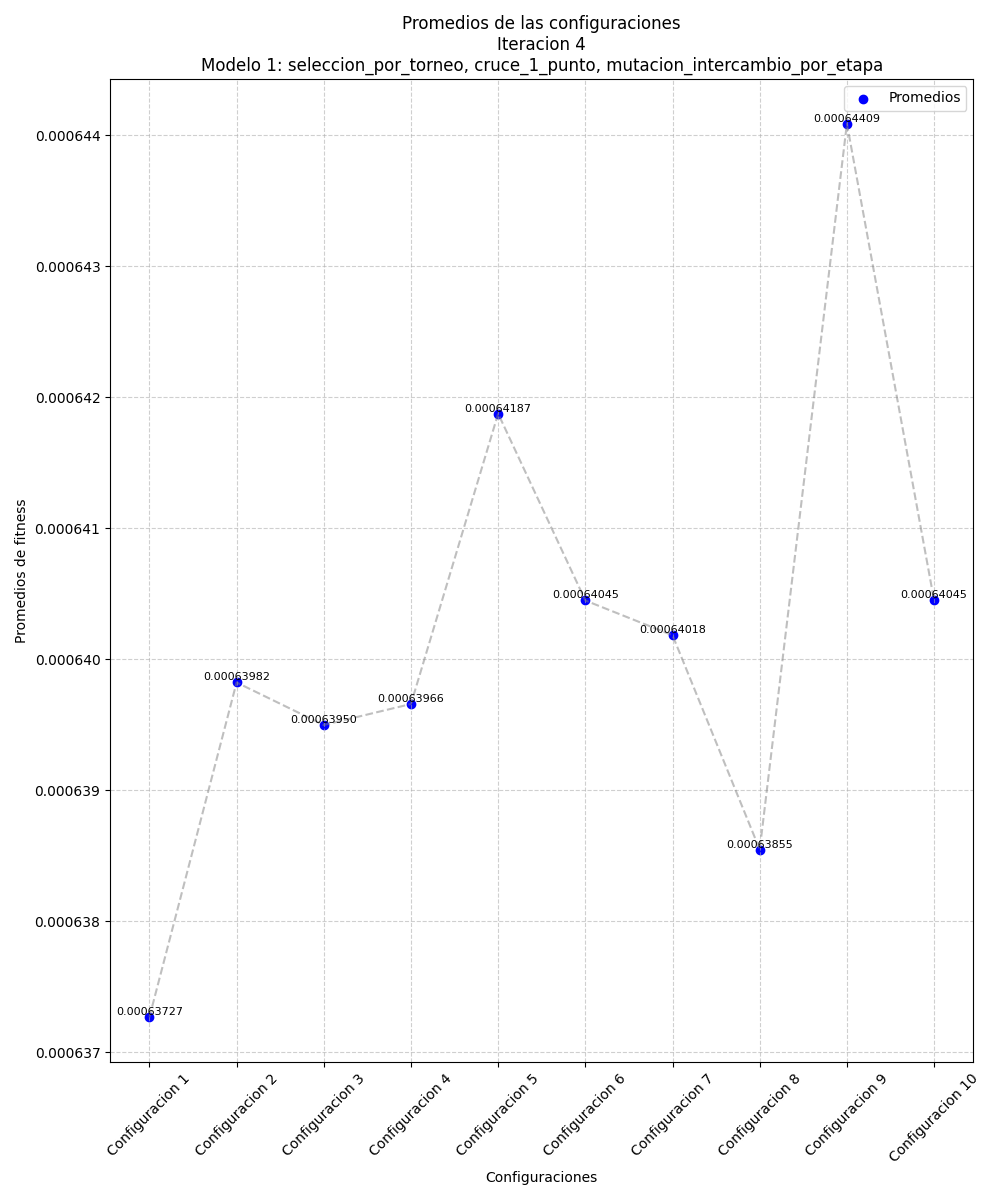 Promedios de las configuraciones
Iteracion 4
Modelo 1: seleccion_por_torneo, cruce_1_punto, mutacion_intercambio_por_etapa
Promedios
0.000644
0.000643
0.000642
0.000641
0.000640
0.000639
0.000638
0.000637
Promedios de fitness
0.00063727
0.00063982
0.00063950
0.00063966
0.00064187
0.00064045
0.00064018
0.00063855
0.00064409
0.00064045
Configuracion 1
Configuracion 2
Configuracion 3
Configuracion 4
Configuracion 5
Configuracion 6
Configuracion 7
Configuracion 8
Configuracion 9
Configuracion 10
Configuraciones